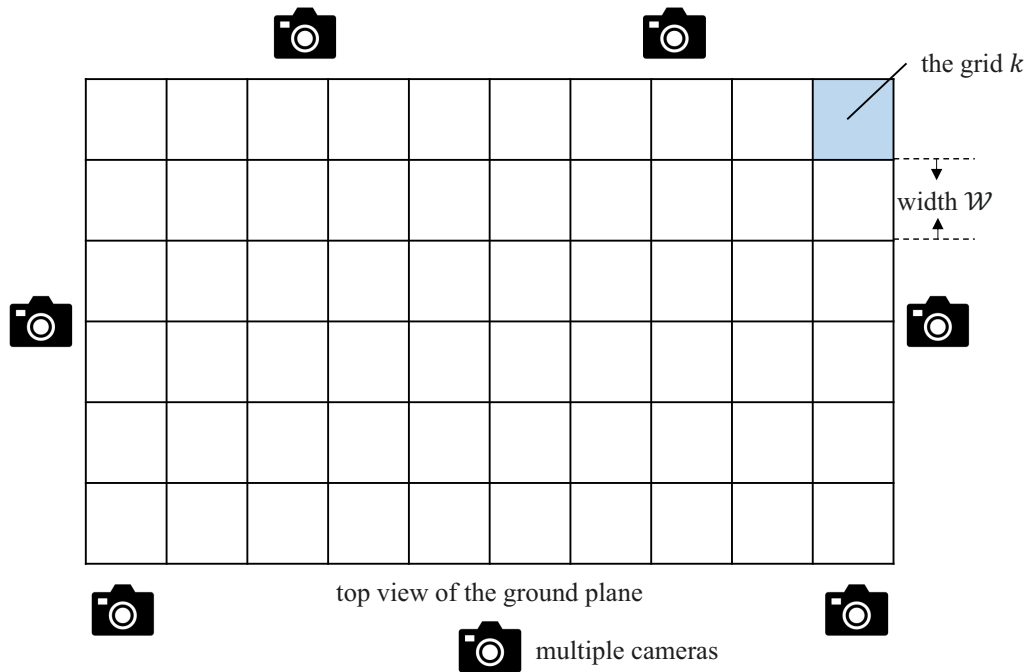 the grid k
width 𝒲
top view of the ground plane
multiple cameras